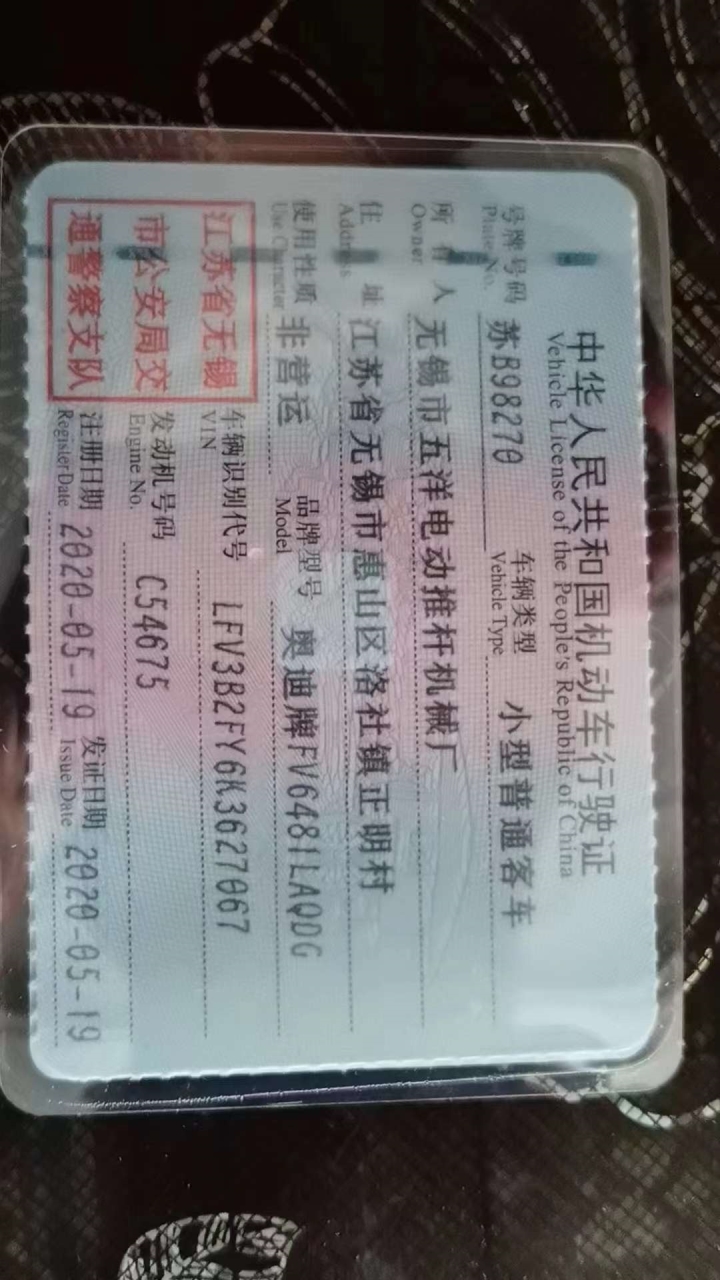 中华人民共和国机动车行驶证
Vehicle License of the People's Republic of China
号牌号码 苏B98270 车辆类型 小型普通客车
Plate No. Vehicle Type
所有人 无锡市五洋电动推杆机械厂
Owner
住址 江苏省无锡市惠山区洛社镇正明村
Address
使用性质 非营运 品牌型号 奥迪牌FV6481LAQDG
Use Character Model
江苏省无锡
市公安局交
通警察支队
车辆识别代号 LFV3B2FY6K3627067
VIN
发动机号码 C54675
Engine No.
注册日期 2020-05-19 发证日期 2020-05-19
Register Date Issue Date